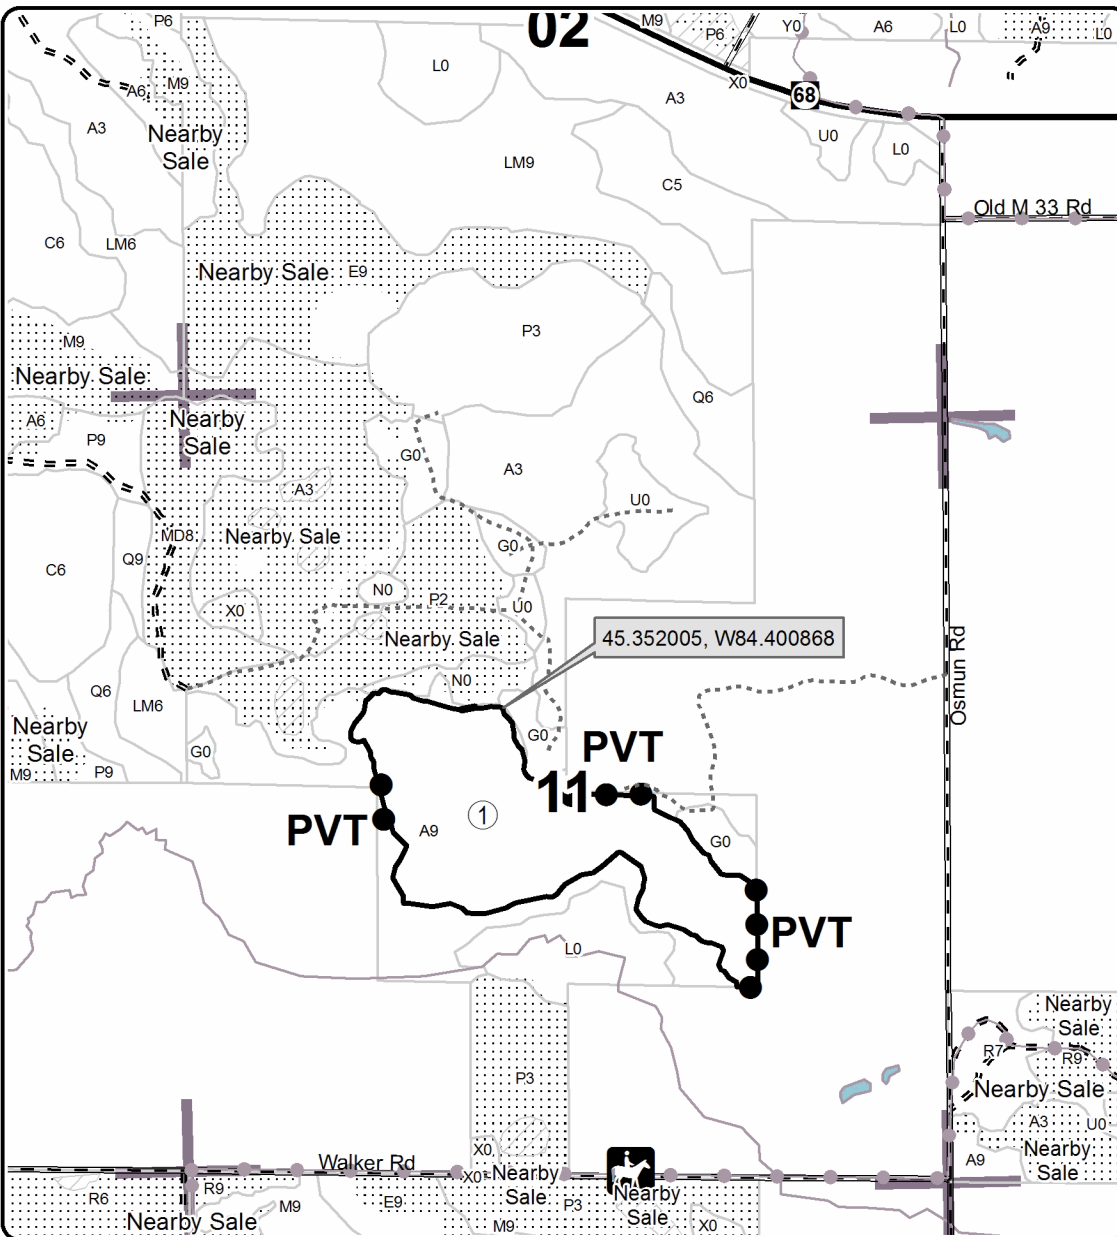 02
P6
M9
P6
Y0
A6
L0
A9
L0
M9
A6
L0
X0
68
A3
A3
Nearby
Sale
U0
L0
LM9
C5
Old M 33 Rd
C6
LM6
Nearby Sale
E9
P3
M9
Nearby Sale
Q6
A6
Nearby
Sale
P9
G0
A3
A3
U0
MD8
Nearby Sale
G0
C6
Q9
N0
P2
X0
U0
Nearby Sale
45.352005, W84.400868
Osmun Rd
Q6
LM6
N0
Nearby
Sale
G0
G0
PVT
M9
P9
11
PVT
A9
1
G0
PVT
L0
Nearby
Sale
R7
R9
P3
Nearby Sale
A3
U0
X0
Nearby
Sale
A9
Walker Rd
X0
Nearby
Sale
Nearby
Sale
R6
R9
M9
E9
P3
Nearby Sale
M9
X0